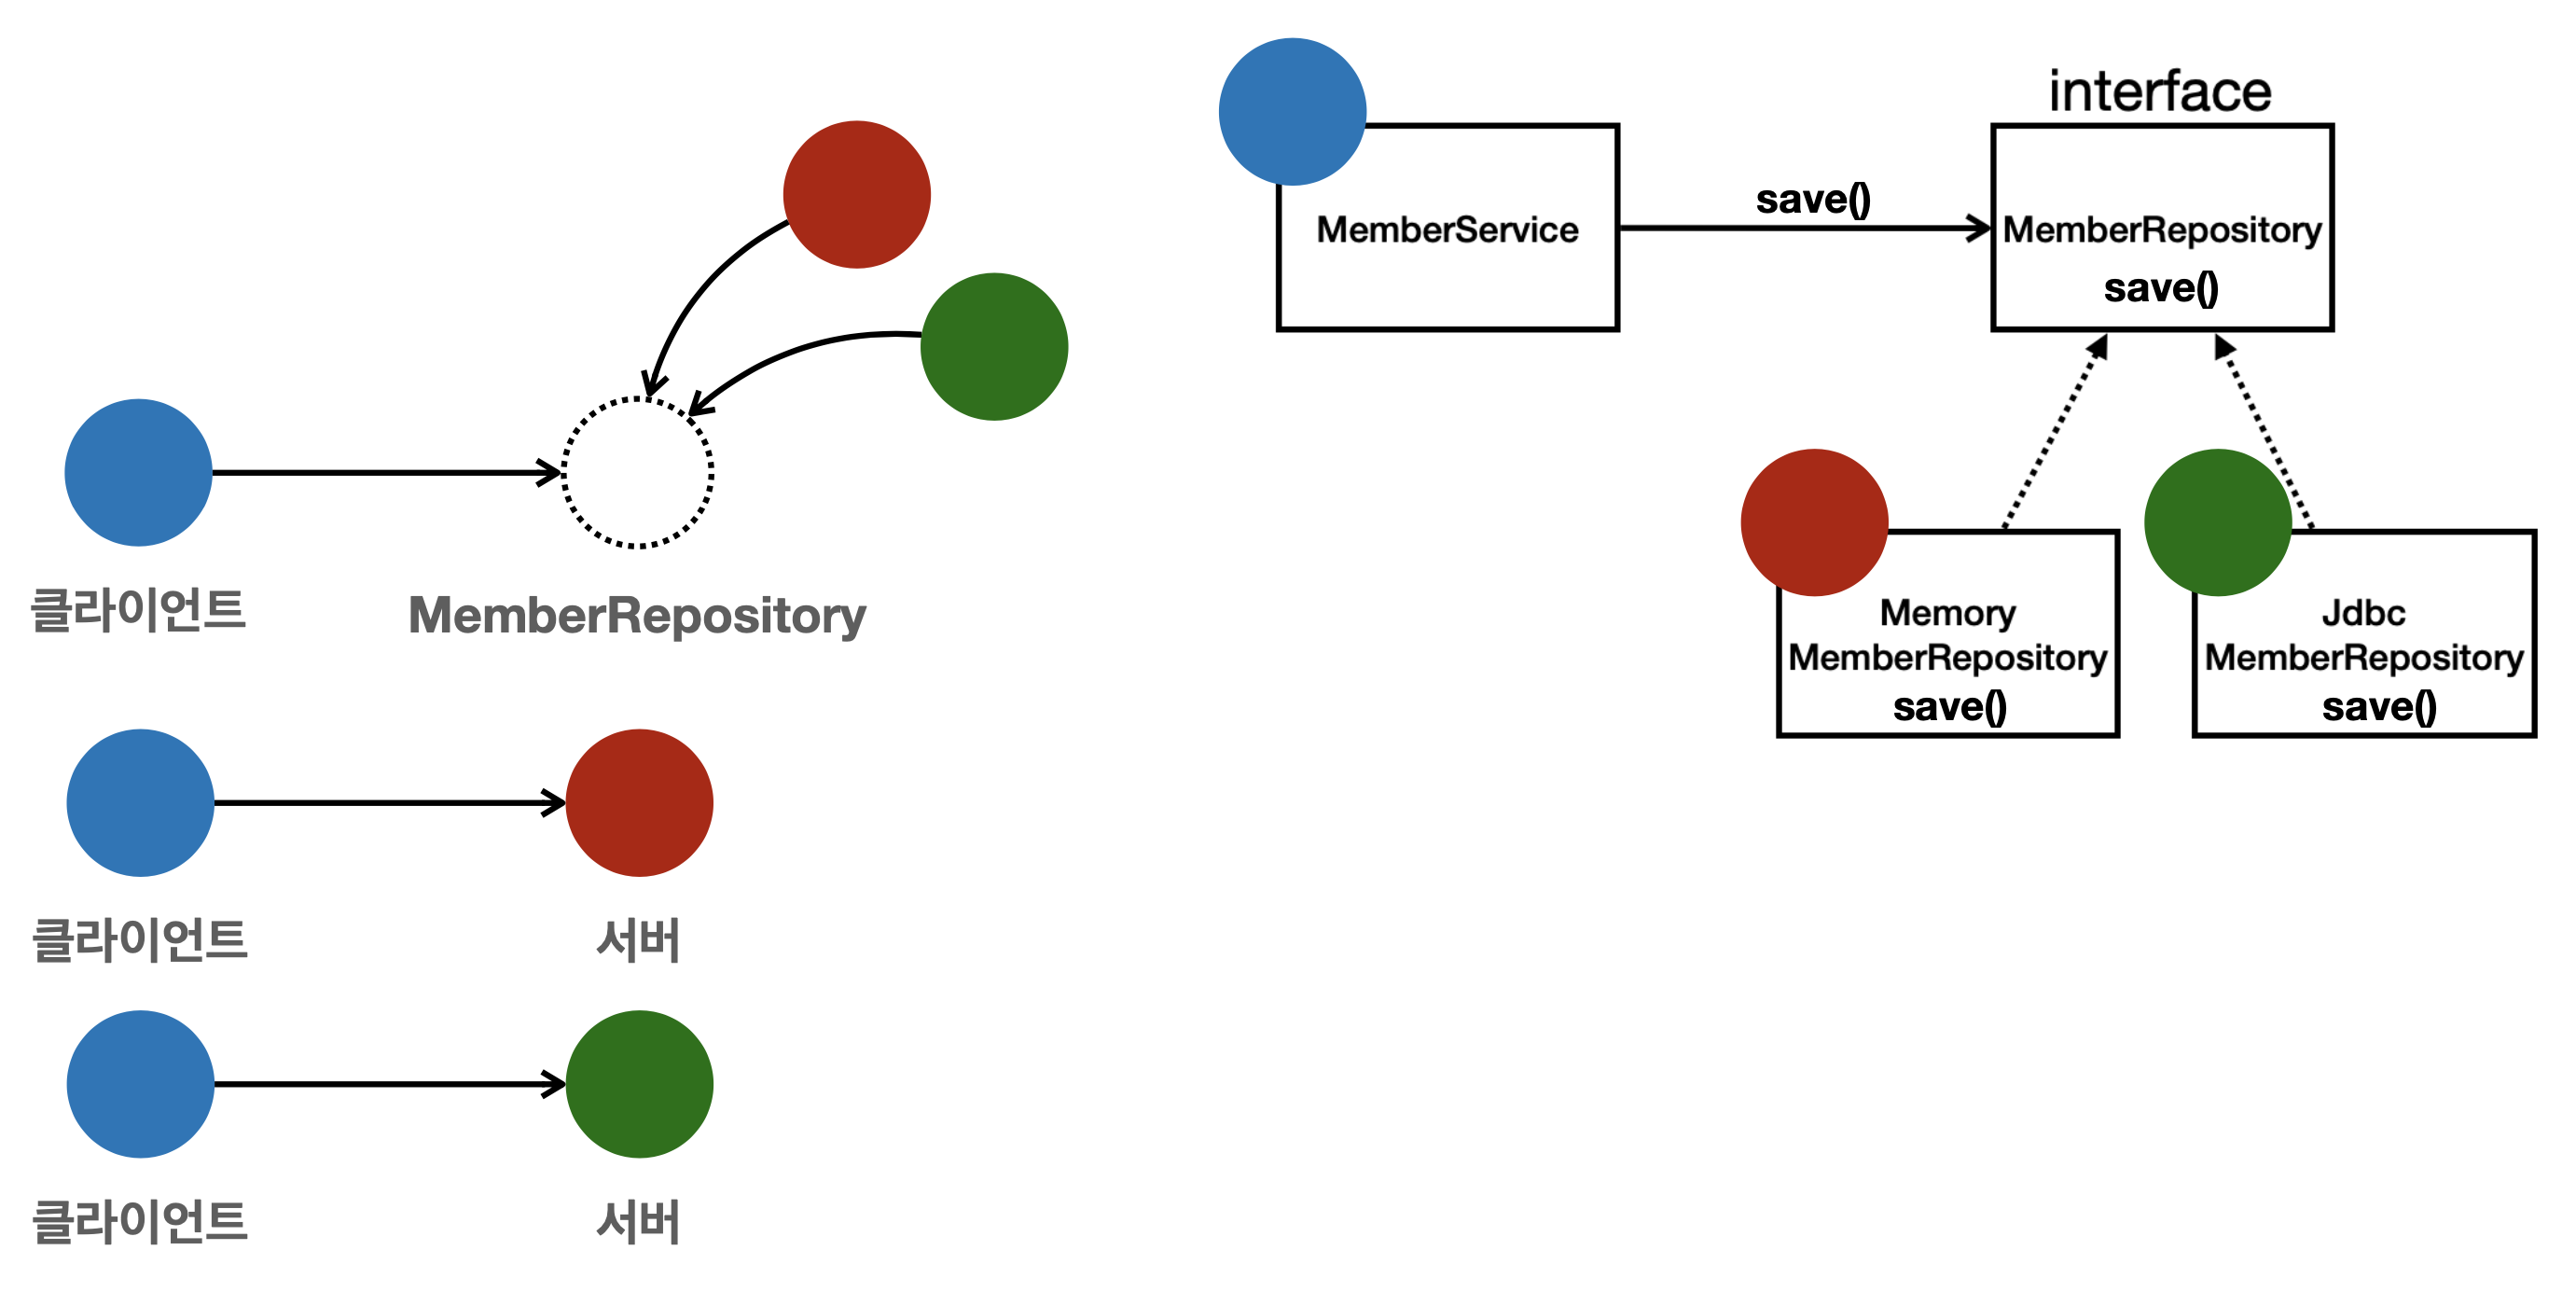 클라이언트
MemberRepository
클라이언트
서버
클라이언트
서버
interface
MemberService
save()
MemberRepository
save()
Memory
MemberRepository
save()
Jdbc
MemberRepository
save()